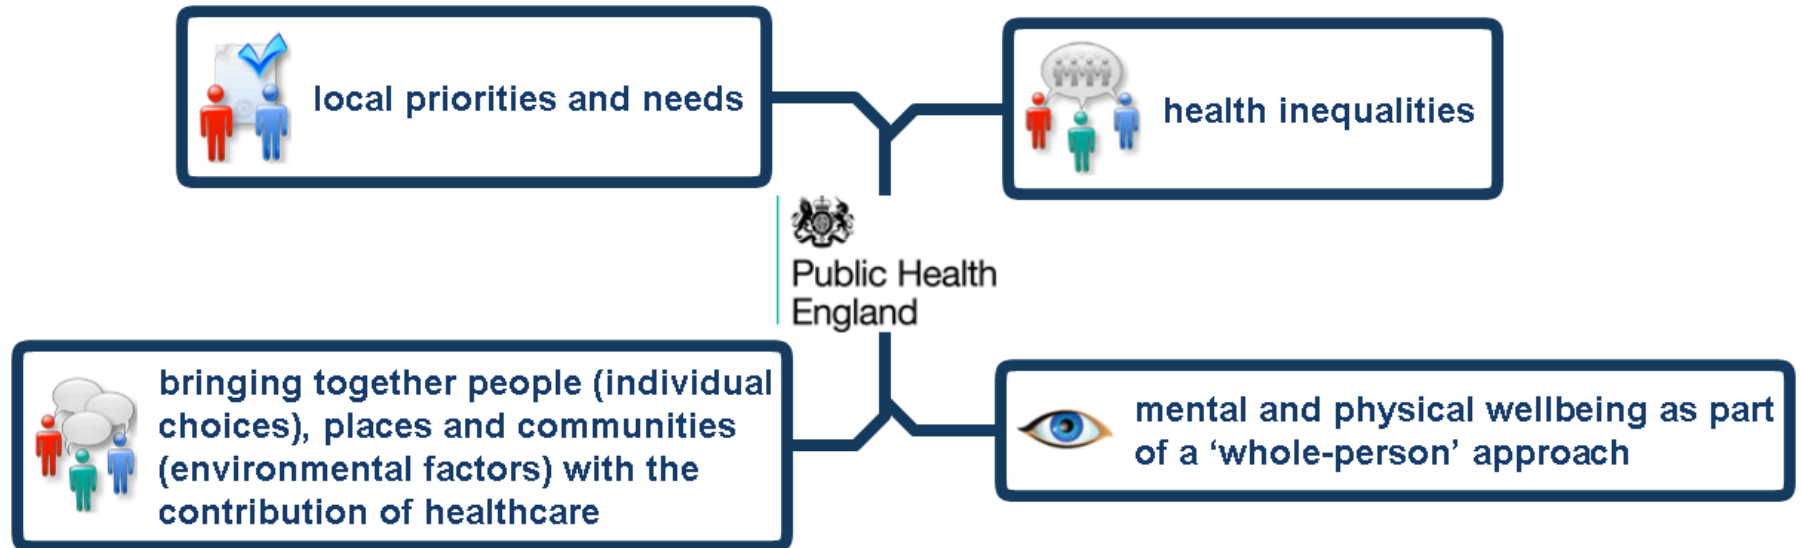 local priorities and needs
health inequalities
Public Health
England
bringing together people (individual
choices), places and communities
(environmental factors) with the
contribution of healthcare
mental and physical wellbeing as part
of a ‘whole-person’ approach